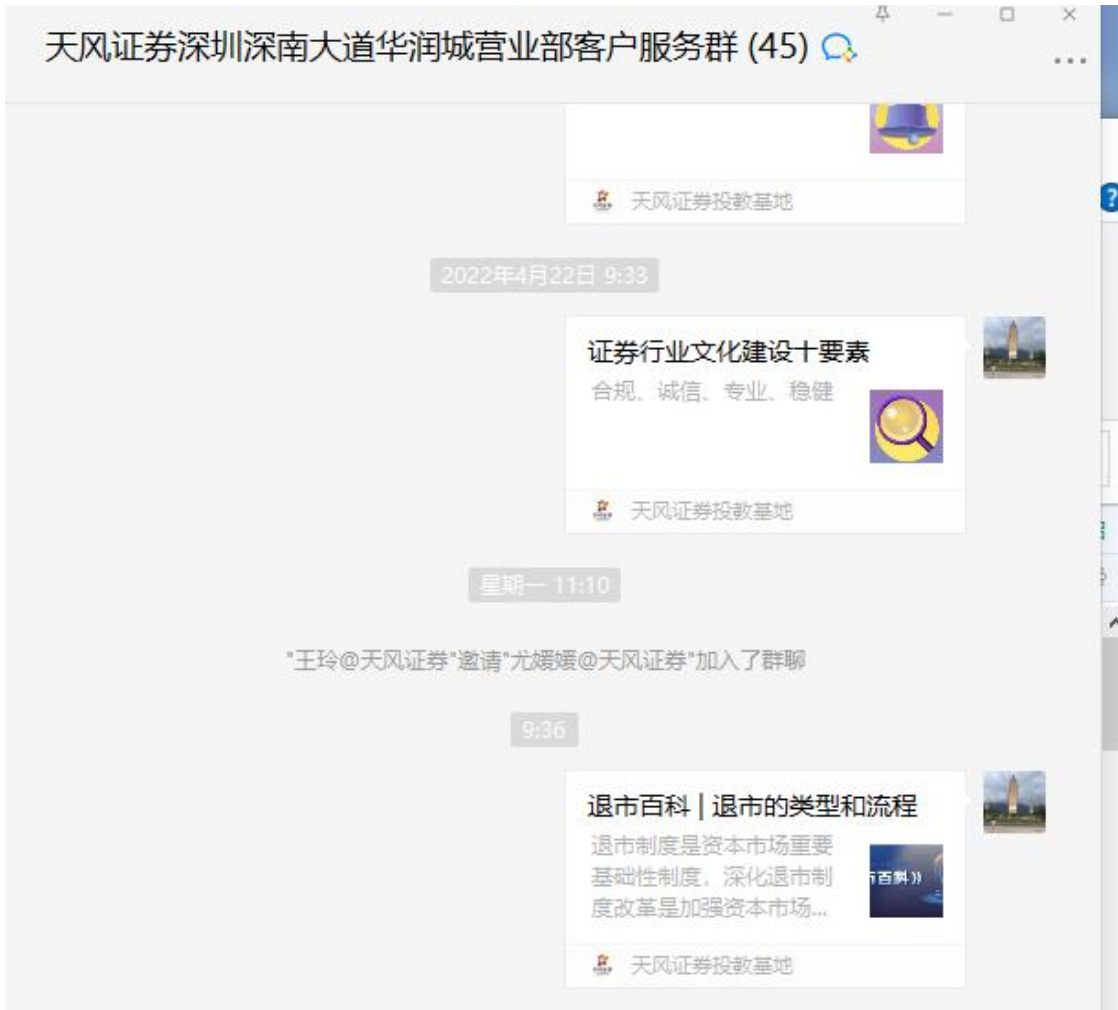 天风证券深圳深南大道华润城营业部客户服务群 (45)
天风证券投教基地
2022年4月22日 9:33
证券行业文化建设十要素
合规、诚信、专业、稳健
天风证券投教基地
星期一 11:10
"王玲@天风证券"邀请"尤媛媛@天风证券"加入了群聊
9:36
退市百科 | 退市的类型和流程
退市制度是资本市场重要
基础性制度，深化退市制
度改革是加强资本市场...
市百科》
天风证券投教基地